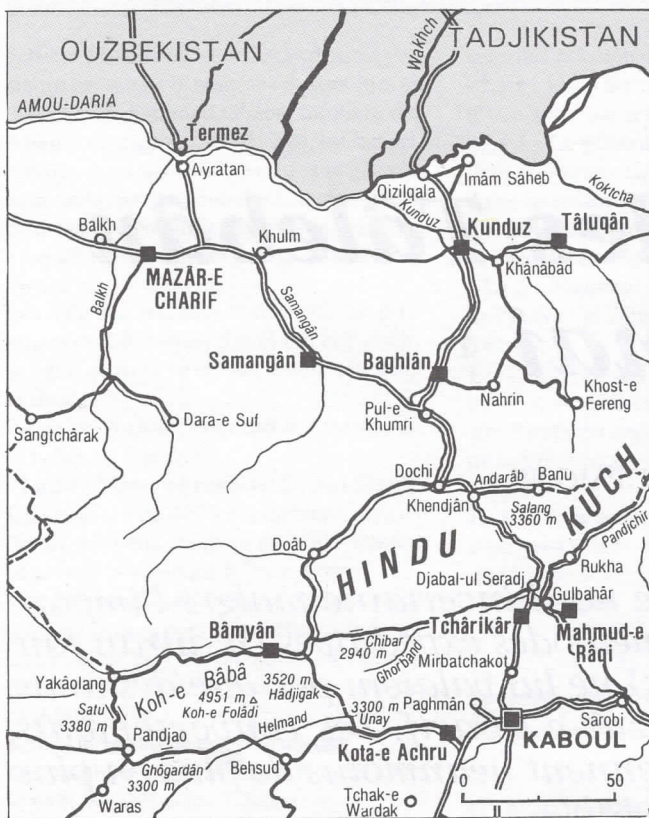 OUZBEKISTAN
TADJIKISTAN
Wakhch
AMOU-DARIA
Termez
Ayratan
Qizilqala
Imâm Sâheb
Koktcha
Kunduz
Balkh
Khulm
Kunduz
Tâluqân
MAZÂR-E
CHARIF
Khânâbâd
Balkh
Samangân
Samangân
Baghlân
Nahrin
Khost-e
Fereng
Sangtchârak
Dara-e Suf
Pul-e
Khumri
Dochi
Andarâb
Banu
Khendjân
Salang
3360 m
HINDU KUCH
Pandjchir
Doâb
Rukha
Djabal-ul Seradj
Gulbahâr
Bâmyân
Chibar
2940 m
Ghorband
Tchârikâr
Mahmud-e
Râqi
Mirbatchakot
Yakâolang
Koh-e Bâbâ
4951 m
Koh-e Folâdi
3520 m
Hâdjigak
3300 m
Unay
Paghmân
Satu
3380 m
Helmand
Sarobi
Pandjao
Behsud
Kota-e Achru
KABOUL
Ghôgardân
3300 m
Waras
Tchak-e
Wardak
0 50